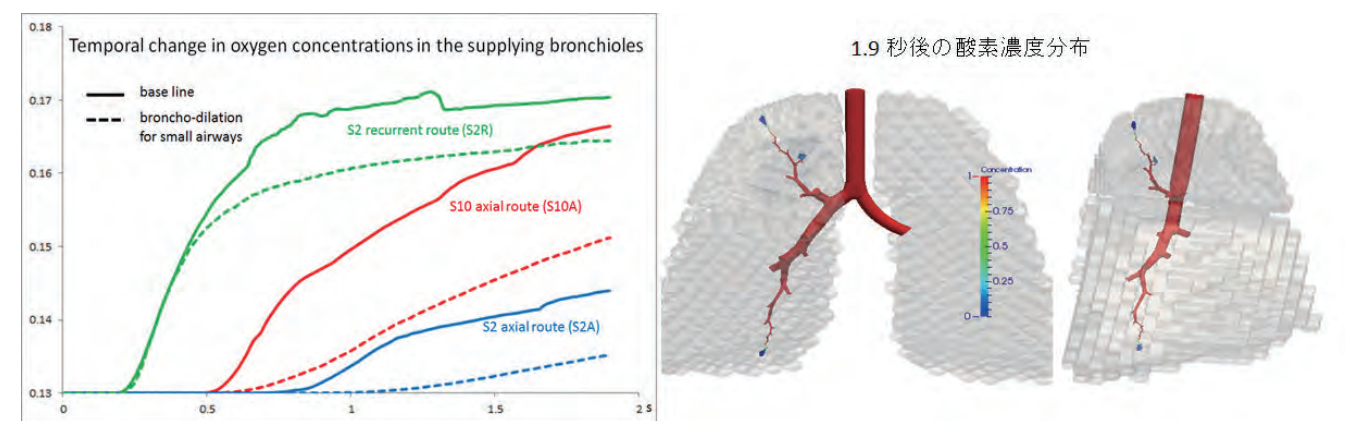 0.18
Temporal change in oxygen concentrations in the supplying bronchioles
base line
broncho-dilation
for small airways
0.17
S2 recurrent route (S2R)
0.16
S10 axial route (S10A)
0.15
0.14
S2 axial route (S2A)
0.13
0
0.5
1
1.5
2 s
1.9 秒後の酸素濃度分布
Concentration
1
0.75
0.5
0.25
0